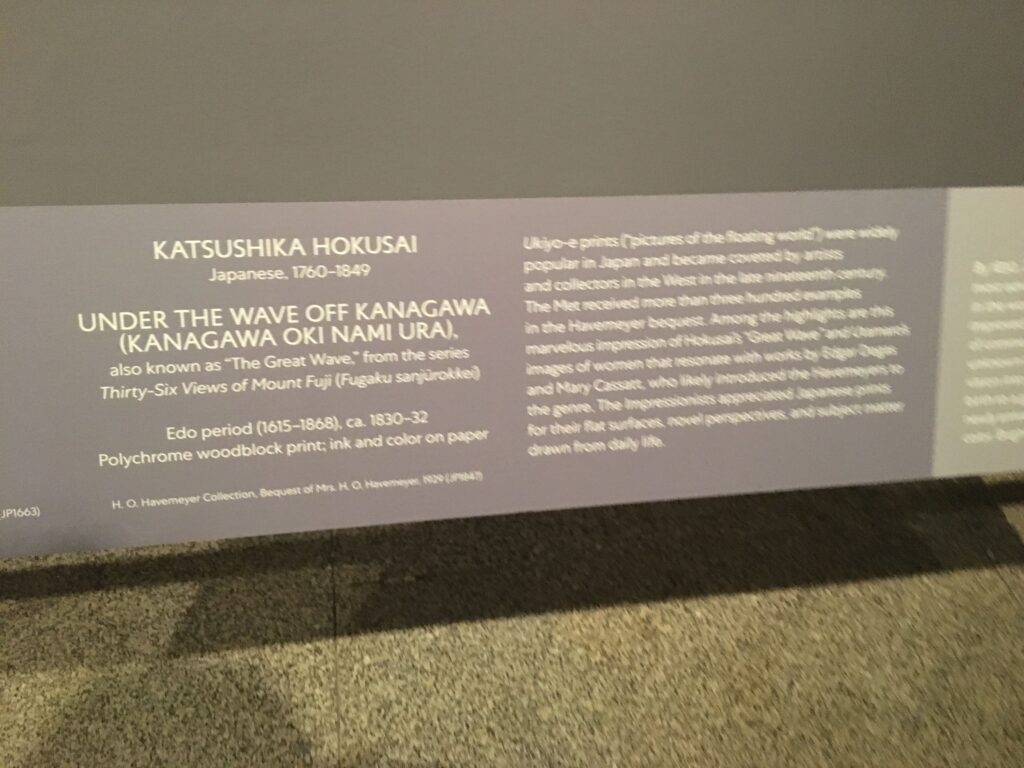 KATSUSHIKA HOKUSAI
Japanese, 1760–1849
UNDER THE WAVE OFF KANAGAWA
(KANAGAWA OKI NAMI URA),
also known as “The Great Wave,” from the series
Thirty-Six Views of Mount Fuji (Fugaku sanjūrokkei)
Edo period (1615–1868), ca. 1830–32
Polychrome woodblock print; ink and color on paper
H. O. Havemeyer Collection, Bequest of Mrs. H. O. Havemeyer, 1929 (JP1847)
JP1663)
Ukiyo-e prints (“pictures of the floating world”) were widely
popular in Japan and became coveted by artists
and collectors in the West in the late nineteenth century.
The Met received more than three hundred examples
in the Havemeyer bequest. Among the highlights are this
marvelous impression of Hokusai’s “Great Wave” and Utamaro’s
images of women that resonate with works by Edgar Degas
and Mary Cassatt, who likely introduced the Havemeyers to
the genre. The Impressionists appreciated Japanese prints
for their flat surfaces, novel perspectives, and subject matter
drawn from daily life.